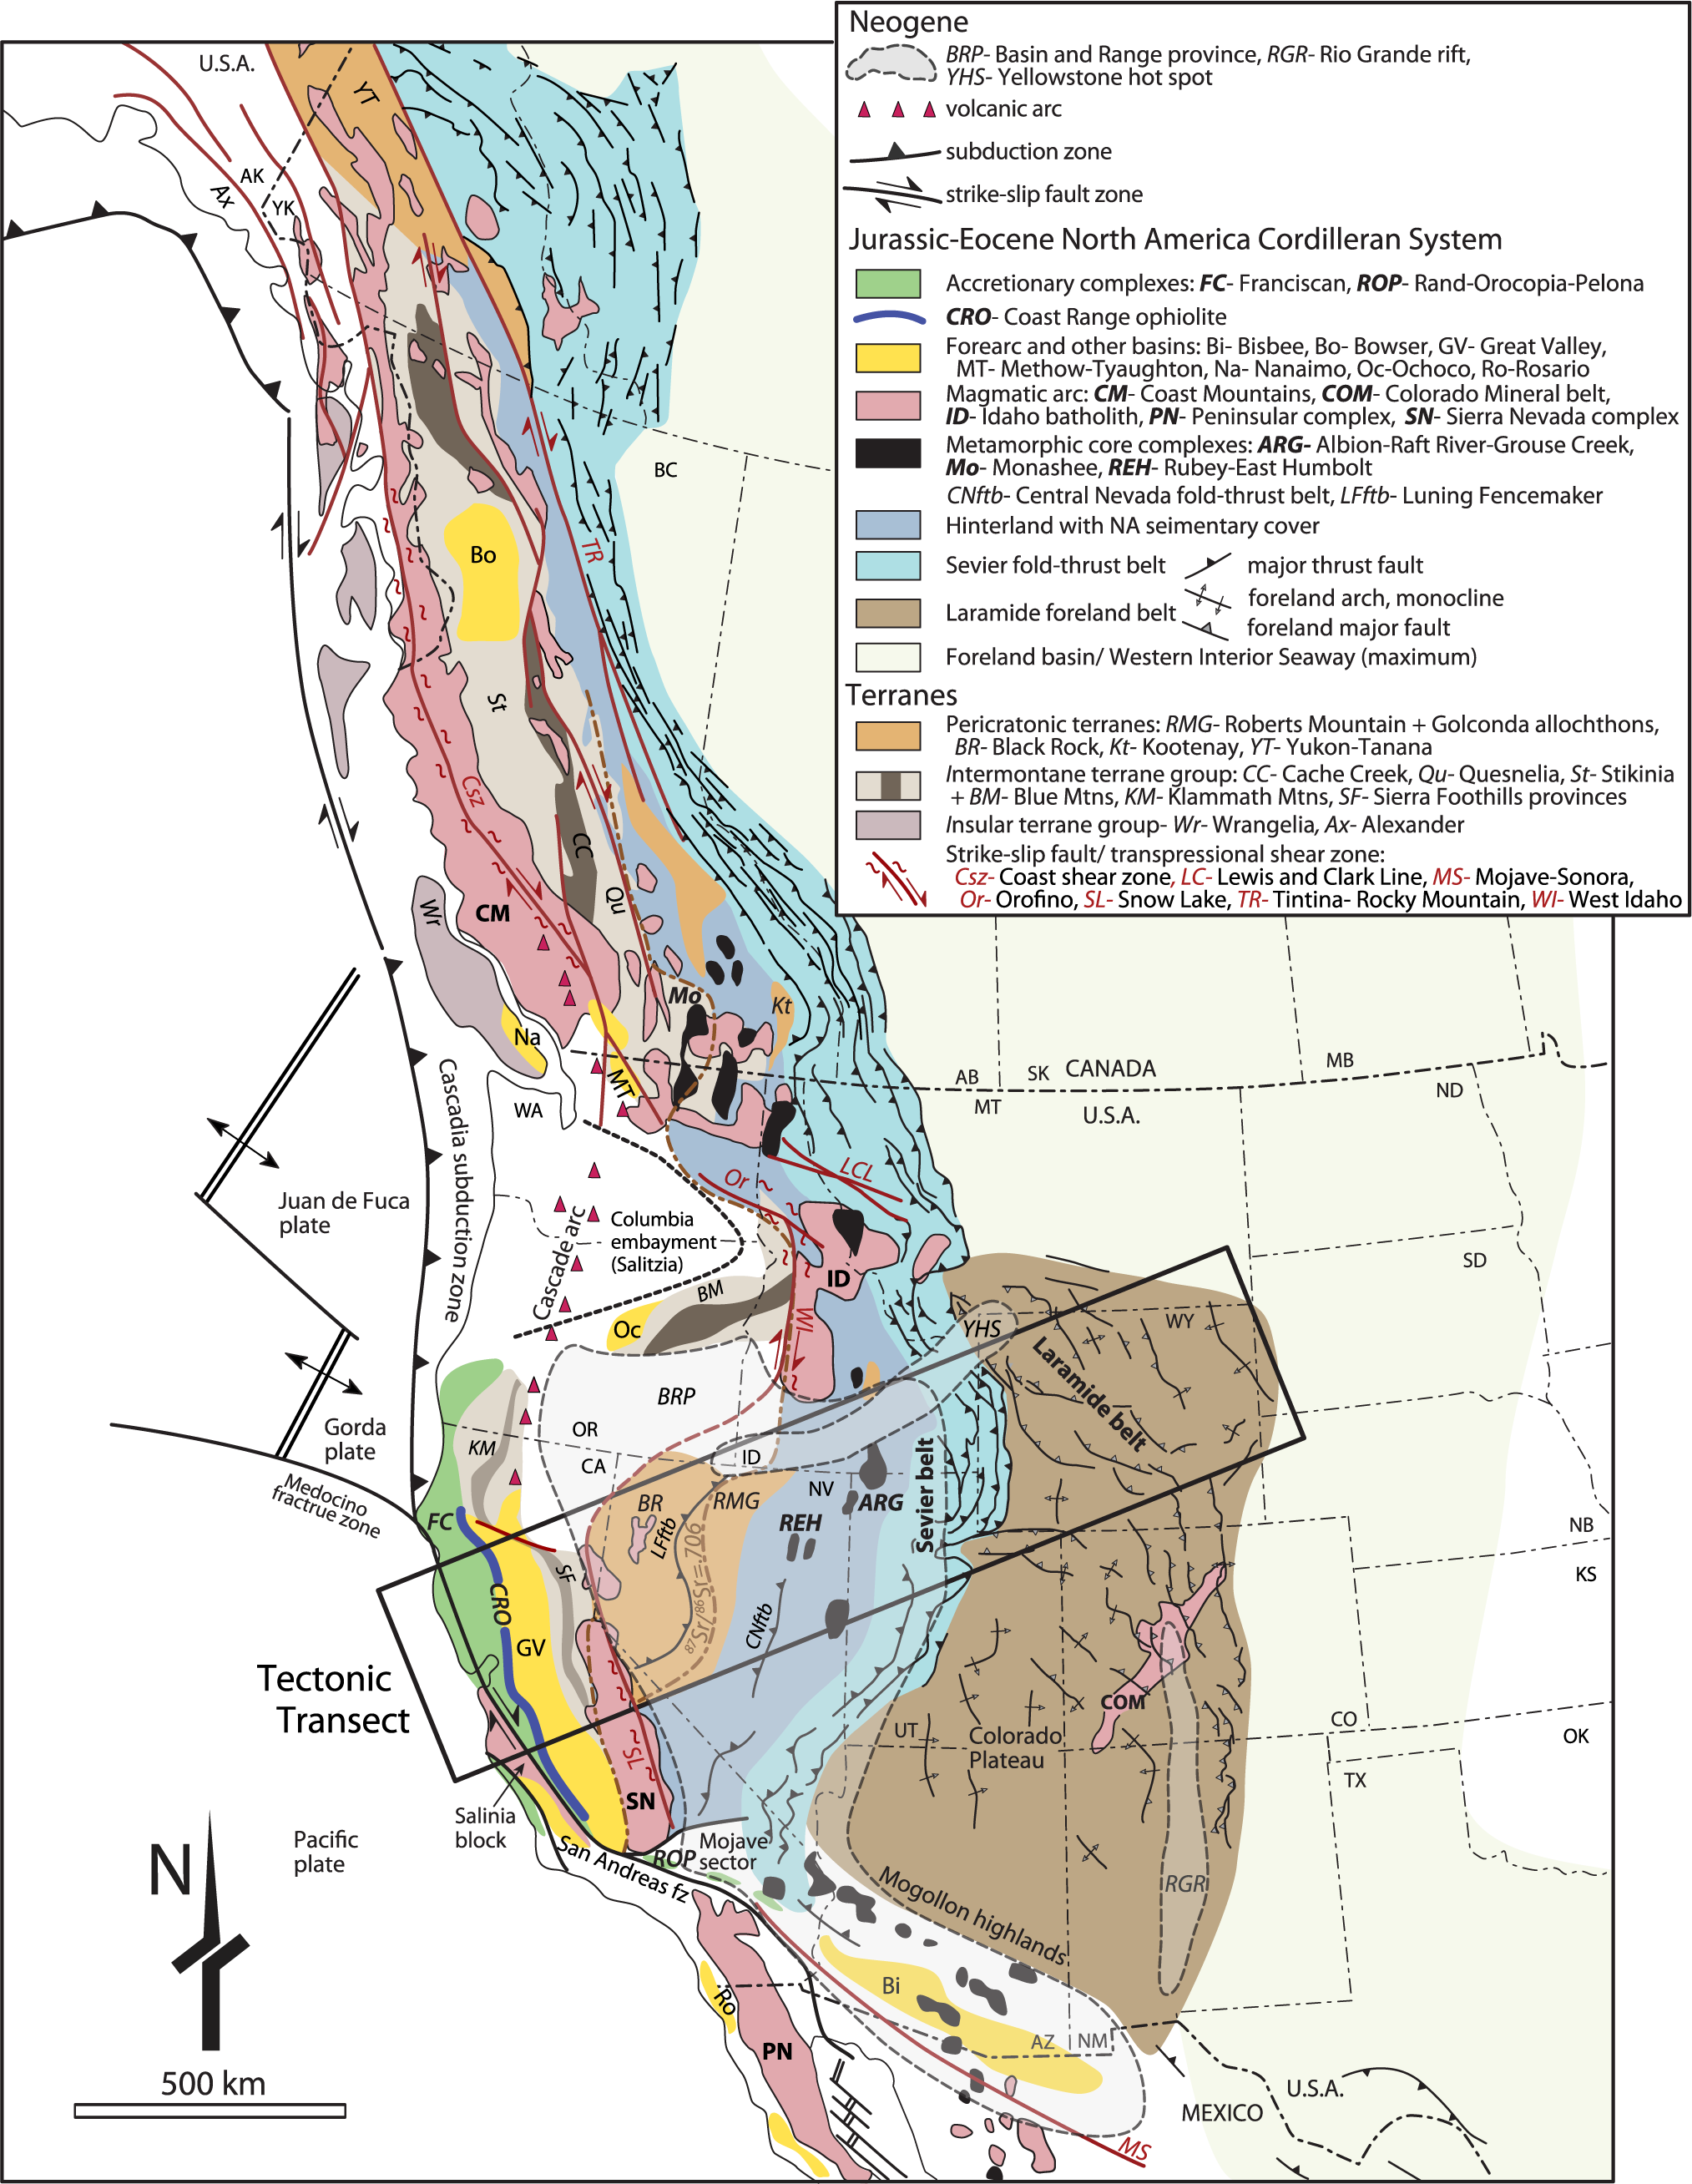 Neogene
BRP- Basin and Range province, RGR- Rio Grande rift,
YHS- Yellowstone hot spot
volcanic arc
subduction zone
strike-slip fault zone
Jurassic-Eocene North America Cordilleran System
Accretionary complexes: FC- Franciscan, ROP- Rand-Orocopia-Pelona
CRO- Coast Range ophiolite
Forearc and other basins: Bi- Bisbee, Bo- Bowser, GV- Great Valley,
MT- Methow-Tyaughton, Na- Nanaimo, Oc-Ochoco, Ro-Rosario
Magmatic arc: CM- Coast Mountains, COM- Colorado Mineral belt,
ID- Idaho batholith, PN- Peninsular complex, SN- Sierra Nevada complex
Metamorphic core complexes: ARG- Albion-Raft River-Grouse Creek,
Mo- Monashee, REH- Rubey-East Humbolt
CNftb- Central Nevada fold-thrust belt, LFftb- Luning Fencemaker
Hinterland with NA seimentary cover
Sevier fold-thrust belt
major thrust fault
foreland arch, monocline
Laramide foreland belt
foreland major fault
Foreland basin/ Western Interior Seaway (maximum)
Terranes
Pericratonic terranes: RMG- Roberts Mountain + Golconda allochthons,
BR- Black Rock, Kt- Kootenay, YT- Yukon-Tanana
Intermontane terrane group: CC- Cache Creek, Qu- Quesnelia, St- Stikinia
+ BM- Blue Mtns, KM- Klammath Mtns, SF- Sierra Foothills provinces
Insular terrane group- Wr- Wrangelia, Ax- Alexander
Strike-slip fault/ transpressional shear zone:
Csz- Coast shear zone, LC- Lewis and Clark Line, MS- Mojave-Sonora,
Or- Orofino, SL- Snow Lake, TR- Tintina- Rocky Mountain, WI- West Idaho
U.S.A.
YT
AK
Ax
YK
BC
Bo
TR
St
Csz
CC
Qu
CM
Wr
Mo
Kt
Na
MT
WA
AB
SK
CANADA
MB
MT
U.S.A.
ND
Cascadia subduction zone
Juan de Fuca
plate
Or
LCL
Columbia
embayment
(Salitzia)
Cascade arc
ID
SD
BM
Oc
WI
YHS
WY
Laramide belt
BRP
OR
Gorda
plate
KM
CA
ID
Medocino
fractrue zone
FC
BR
RMG
NV
ARG
REH
LFftb
Sevier belt
NB
KS
SF
87Sr/86Sr=.706
CRO
GV
CNftb
Tectonic
Transect
COM
UT
Colorado
Plateau
CO
OK
TX
SL
SN
Salinia
block
Pacific
plate
San Andreas fz
ROP
Mojave
sector
Mogollon highlands
RGR
N
Bi
Ro
AZ
NM
PN
500 km
U.S.A.
MEXICO
MS